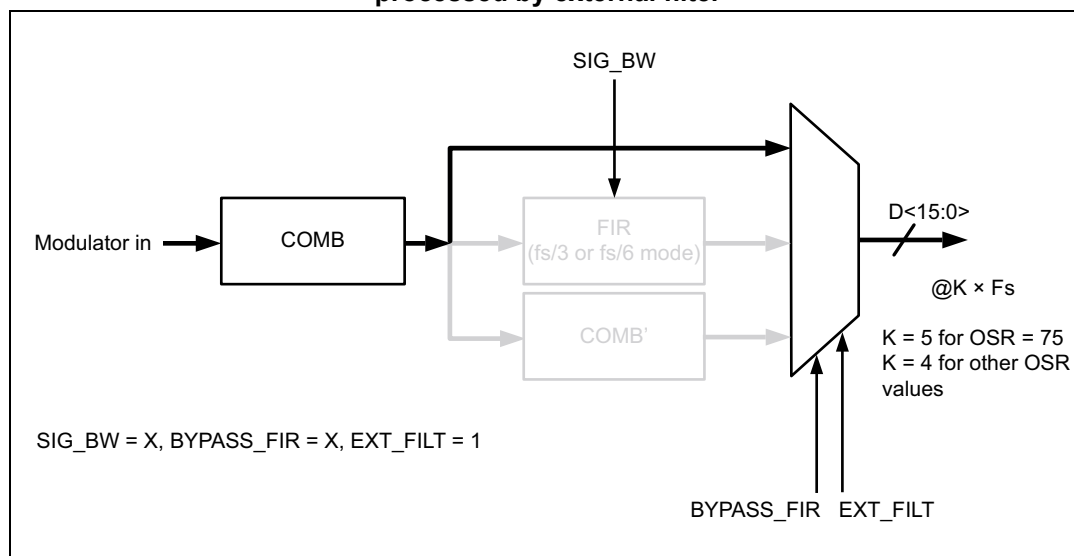 processed by external filter
SIG_BW
Modulator in
COMB
FIR
(fs/3 or fs/6 mode)
COMB'
D<15:0>
@K × Fs
K = 5 for OSR = 75
K = 4 for other OSR
values
SIG_BW = X, BYPASS_FIR = X, EXT_FILT = 1
BYPASS_FIR EXT_FILT